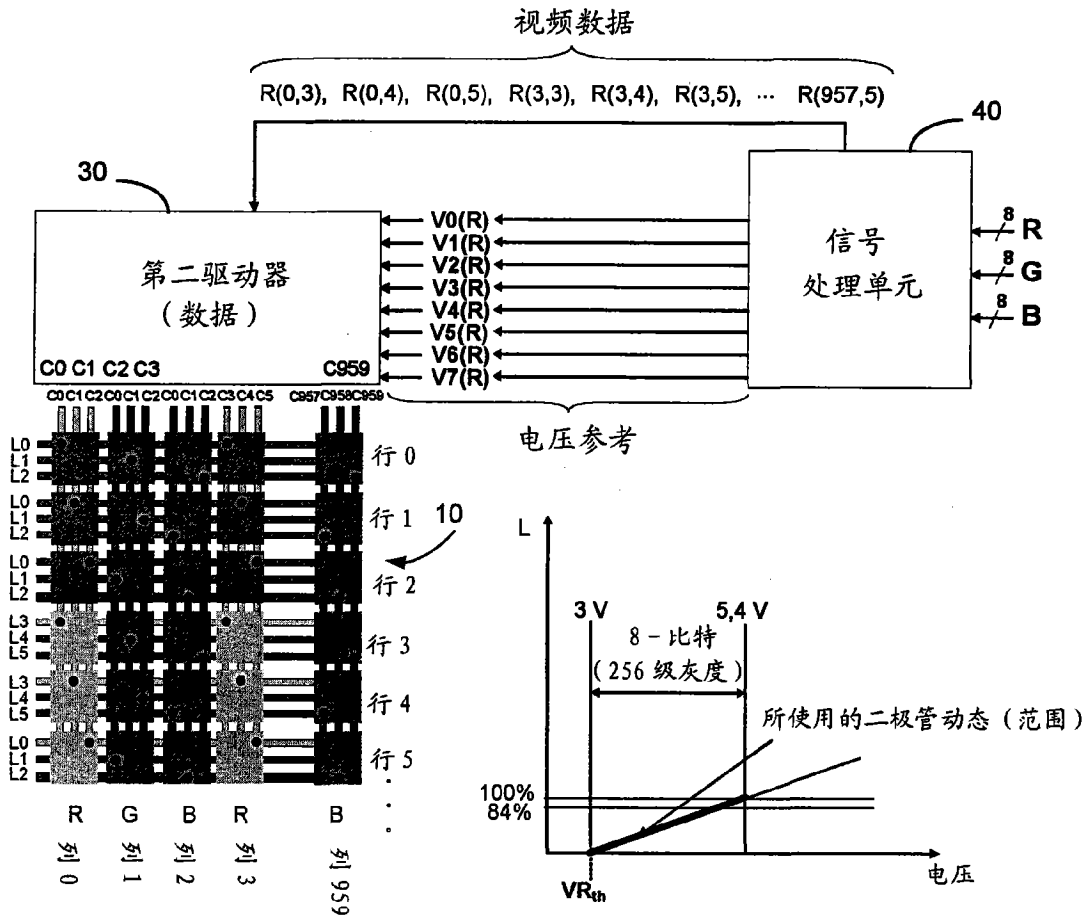 视频数据
R(0,3), R(0,4), R(0,5), R(3,3), R(3,4), R(3,5), ... R(957,5)
40
30
第二驱动器
（数据）
C0 C1 C2 C3 C959
V0(R)
V1(R)
V2(R)
V3(R)
V4(R)
V5(R)
V6(R)
V7(R)
信号
处理单元
8 R
8 G
8 B
电压参考
C0 C1 C2 C0 C1 C2 C0 C1 C2 C3 C4 C5 C957 C958 C959
L0
L1
L2
行 0
L0
L1
L2
行 1
10
L0
L1
L2
行 2
L3
L4
L5
行 3
L3
L4
L5
行 4
L0
L1
L2
行 5
R G B R B
列 0 列 1 列 2 列 3 列 959
L
3 V 5,4 V
8－比特
（256 级灰度）
所使用的二极管动态（范围）
100%
84%
VRth
电压